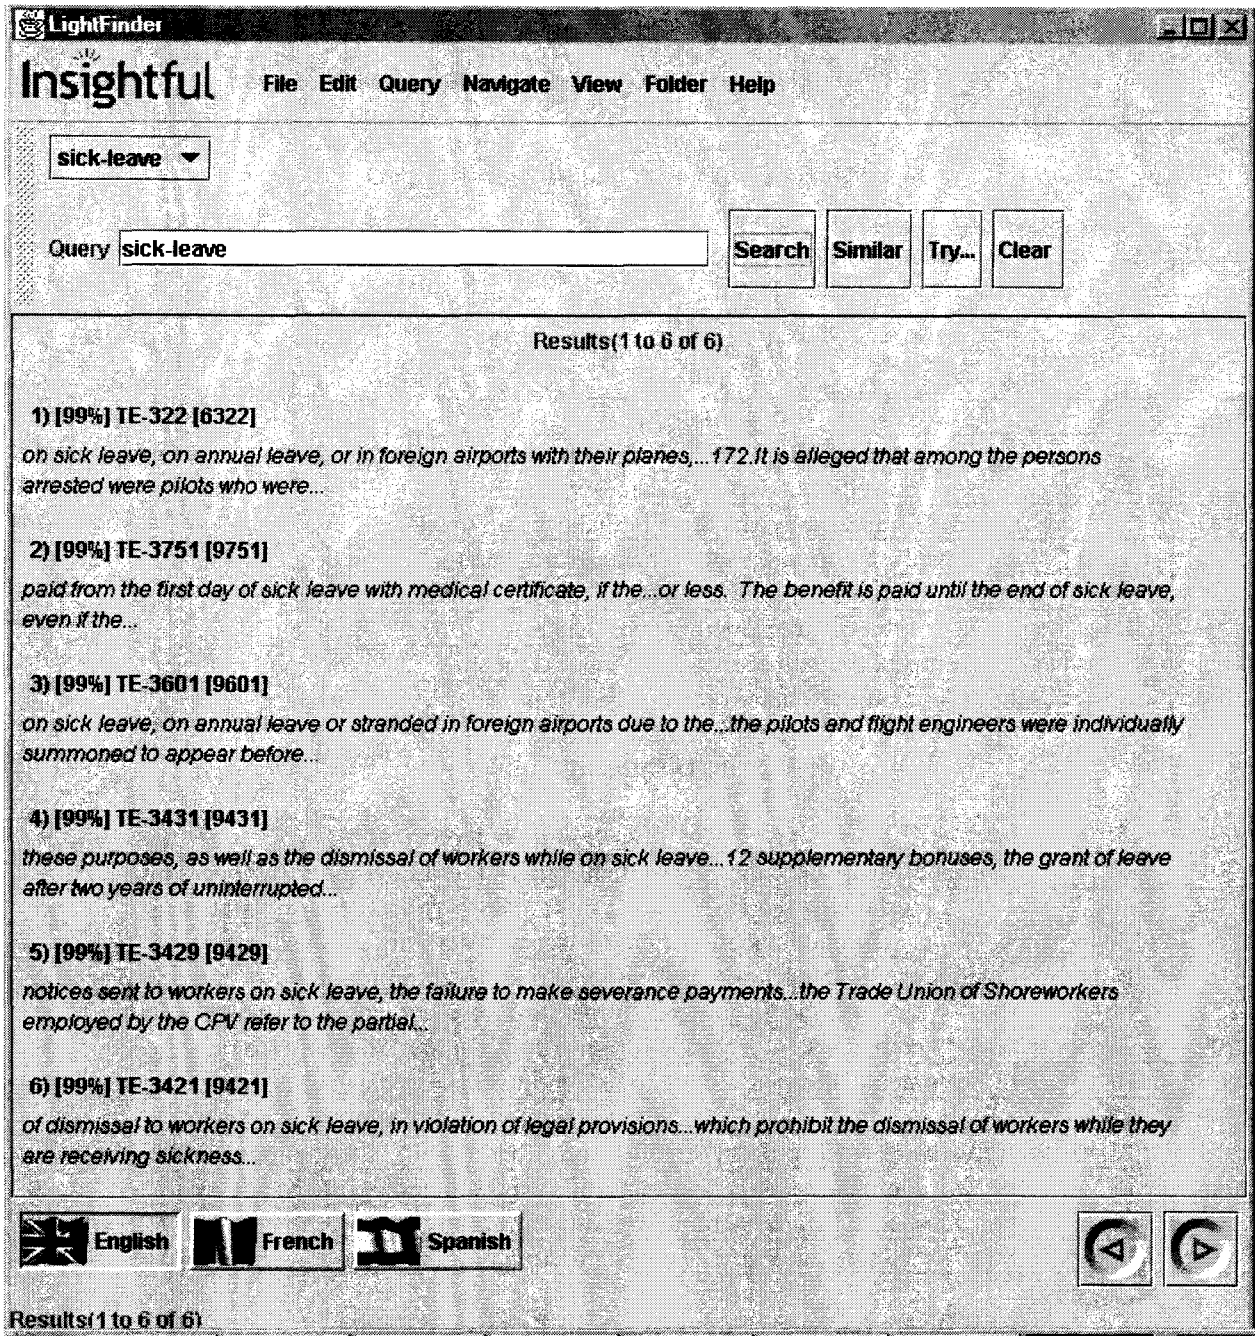 LightFinder
Insightful File Edit Query Navigate View Folder Help
sick-leave
Query sick-leave Search Similar Try... Clear
Results(1 to 6 of 6)
1) [99%] TE-322 [6322]
on sick leave, on annual leave, or in foreign airports with their planes,...172.It is alleged that among the persons
arrested were pilots who were...
2) [99%] TE-3751 [9751]
paid from the first day of sick leave with medical certificate, if the...or less. The benefit is paid until the end of sick leave,
even if the...
3) [99%] TE-3601 [9601]
on sick leave, on annual leave or stranded in foreign airports due to the...the pilots and flight engineers were individually
summoned to appear before...
4) [99%] TE-3431 [9431]
these purposes, as well as the dismissal of workers while on sick leave...12 supplementary bonuses, the grant of leave
after two years of uninterrupted...
5) [99%] TE-3429 [9429]
notices sent to workers on sick leave, the failure to make severance payments...the Trade Union of Shoreworkers
employed by the CPV refer to the partial...
6) [99%] TE-3421 [9421]
of dismissal to workers on sick leave, in violation of legal provisions...which prohibit the dismissal of workers while they
are receiving sickness...
English French Spanish
Results(1 to 6 of 6)